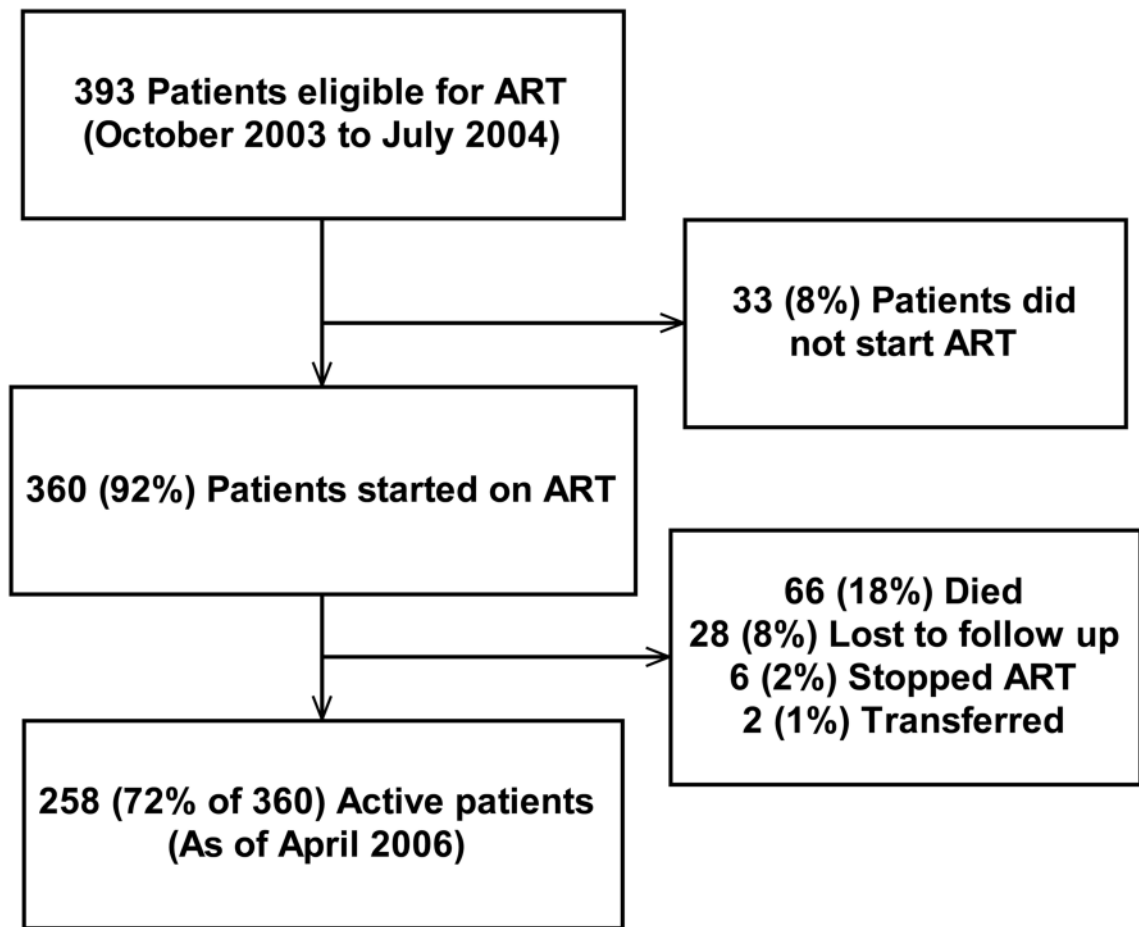 393 Patients eligible for ART
(October 2003 to July 2004)
33 (8%) Patients did
not start ART
360 (92%) Patients started on ART
66 (18%) Died
28 (8%) Lost to follow up
6 (2%) Stopped ART
2 (1%) Transferred
258 (72% of 360) Active patients
(As of April 2006)